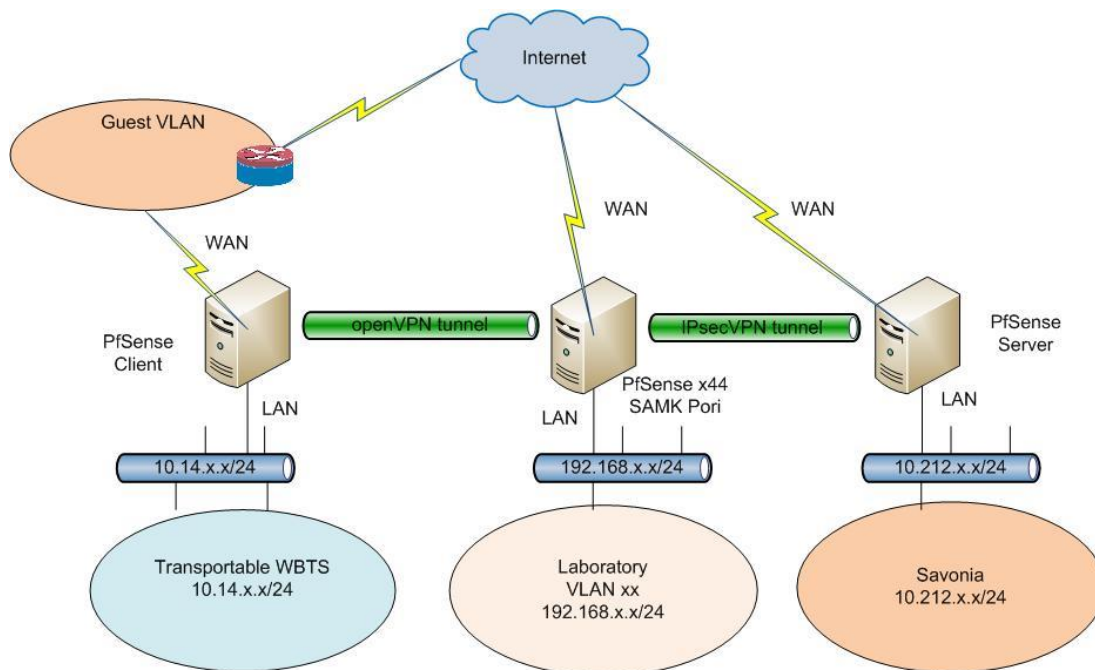 Internet
Guest VLAN
WAN
WAN
WAN
openVPN tunnel
IPsecVPN tunnel
PfSense
Client
PfSense x44
SAMK Pori
PfSense
Server
LAN
LAN
LAN
10.14.x.x/24
192.168.x.x/24
10.212.x.x/24
Transportable WBTS
10.14.x.x/24
Laboratory
VLAN xx
192.168.x.x/24
Savonia
10.212.x.x/24